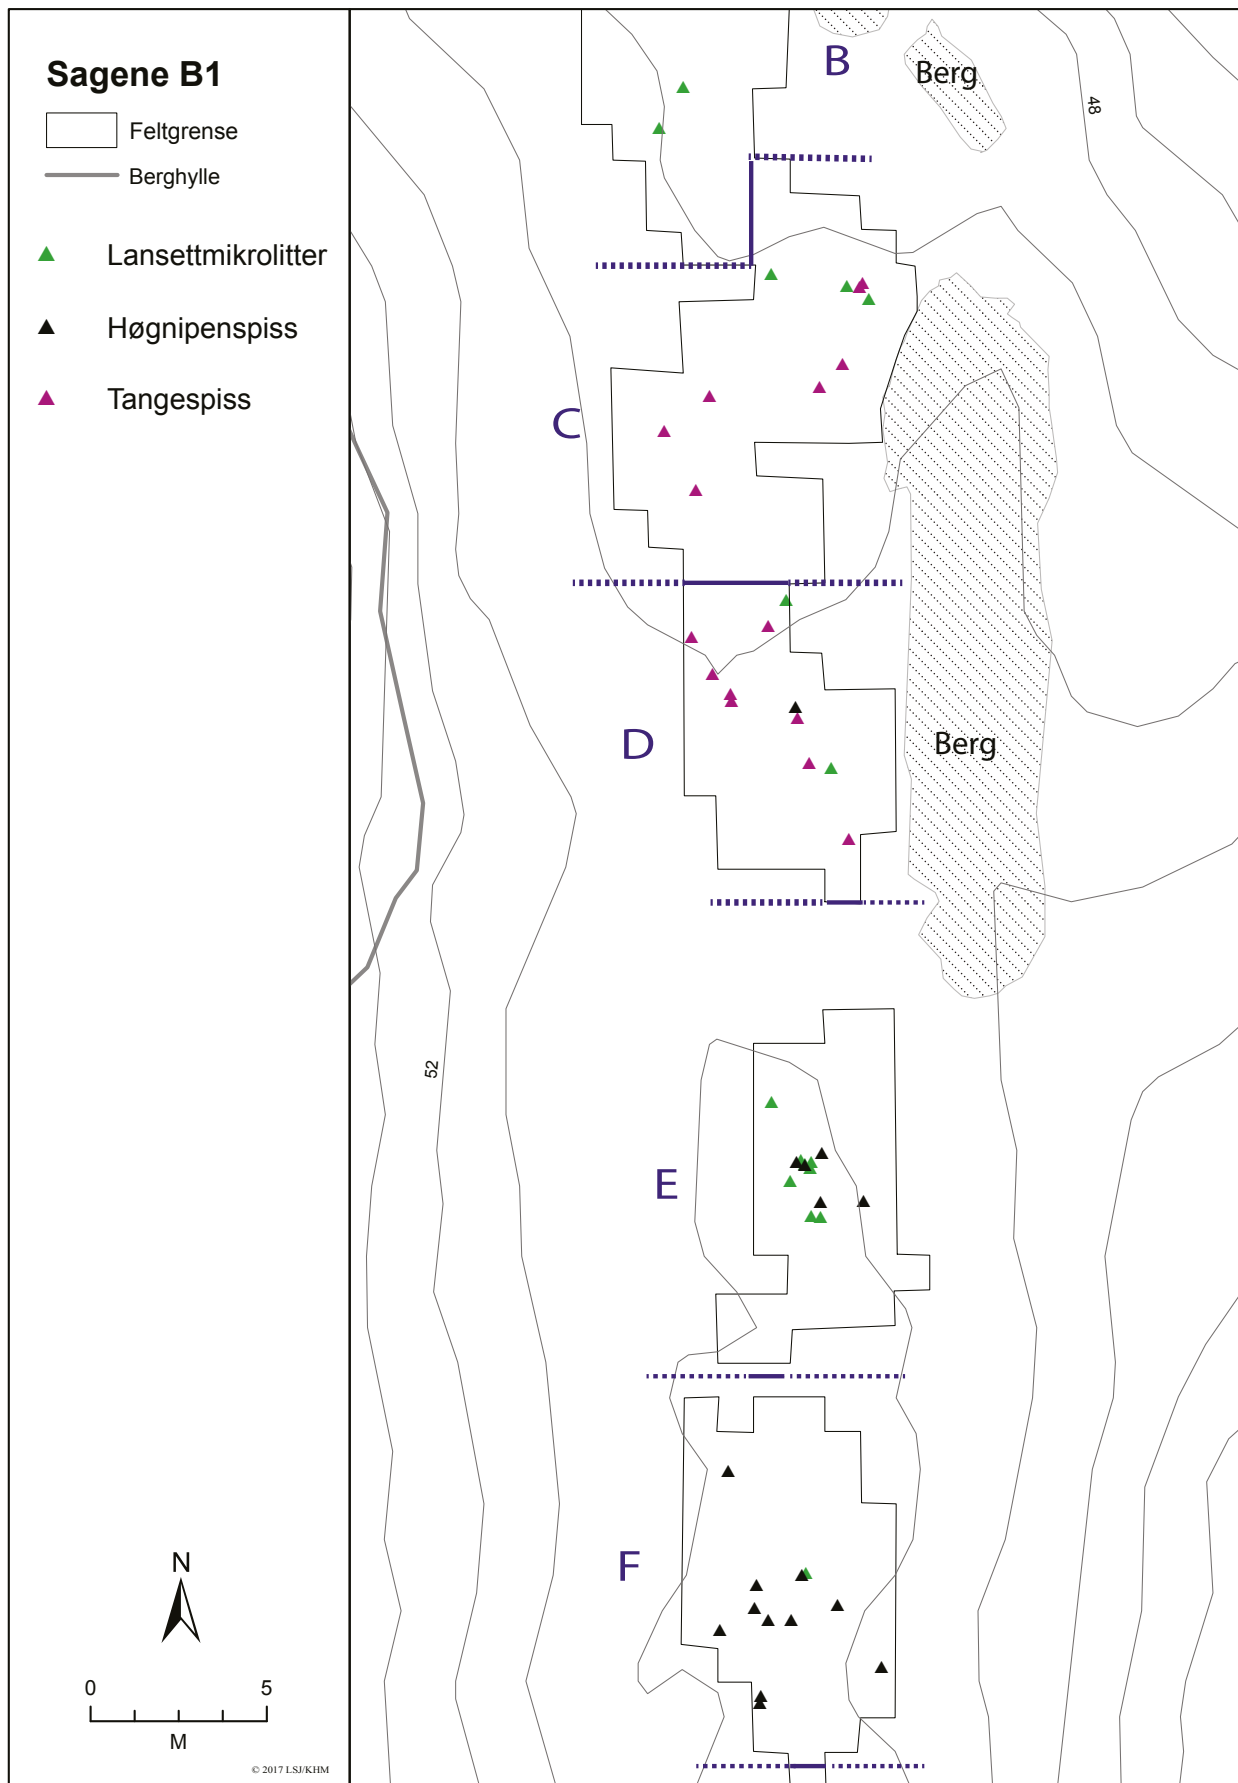 Sagene B1
Feltgrense
Berghylle
Lansettmikrolitter
Høgnipenspiss
Tangespiss
B
Berg
48
C
D
Berg
52
E
F
N
0 5
M
© 2017 LSJ/KHM